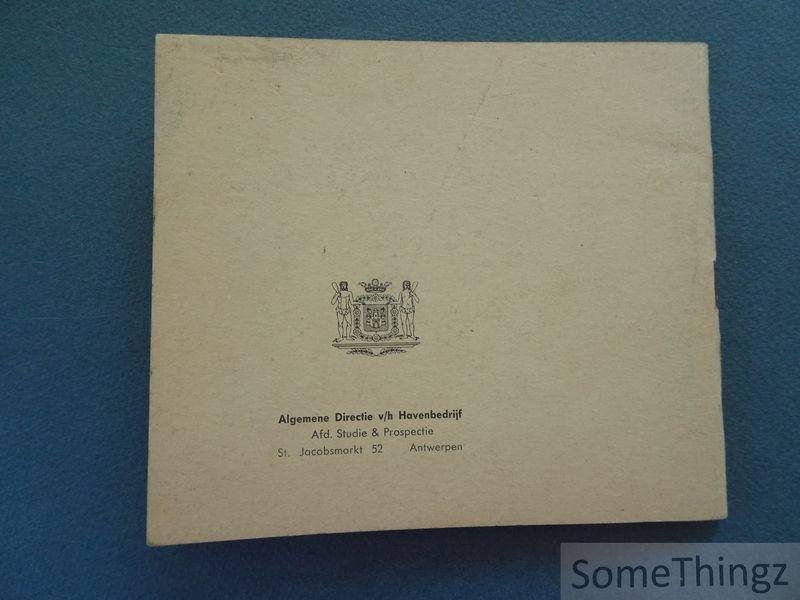 Algemene Directie v/h Havenbedrijf
Afd. Studie & Prospectie
St. Jacobsmarkt 52 Antwerpen
SomeThingz